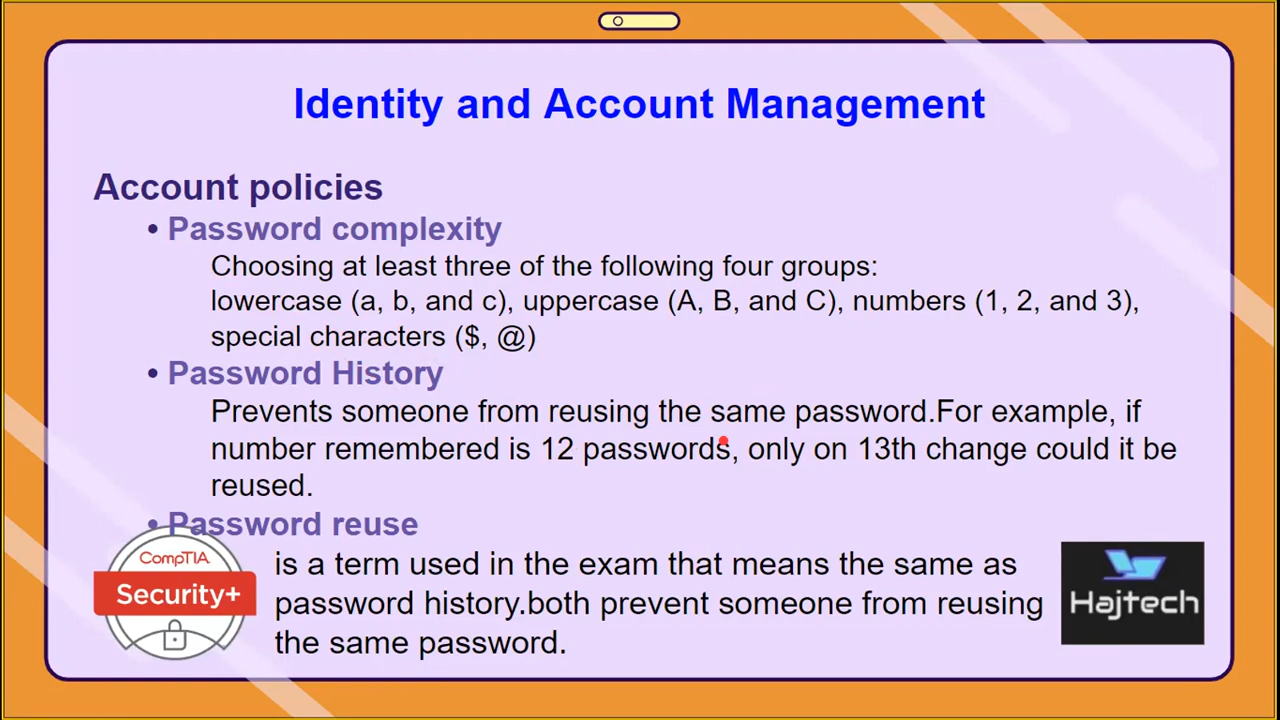 Identity and Account Management
Account policies
• Password complexity
Choosing at least three of the following four groups:
lowercase (a, b, and c), uppercase (A, B, and C), numbers (1, 2, and 3),
special characters ($, @)
• Password History
Prevents someone from reusing the same password.For example, if
number remembered is 12 passwords, only on 13th change could it be
reused.
• Password reuse
is a term used in the exam that means the same as
password history.both prevent someone from reusing
the same password.
CompTIA.
Security+
Hajtech